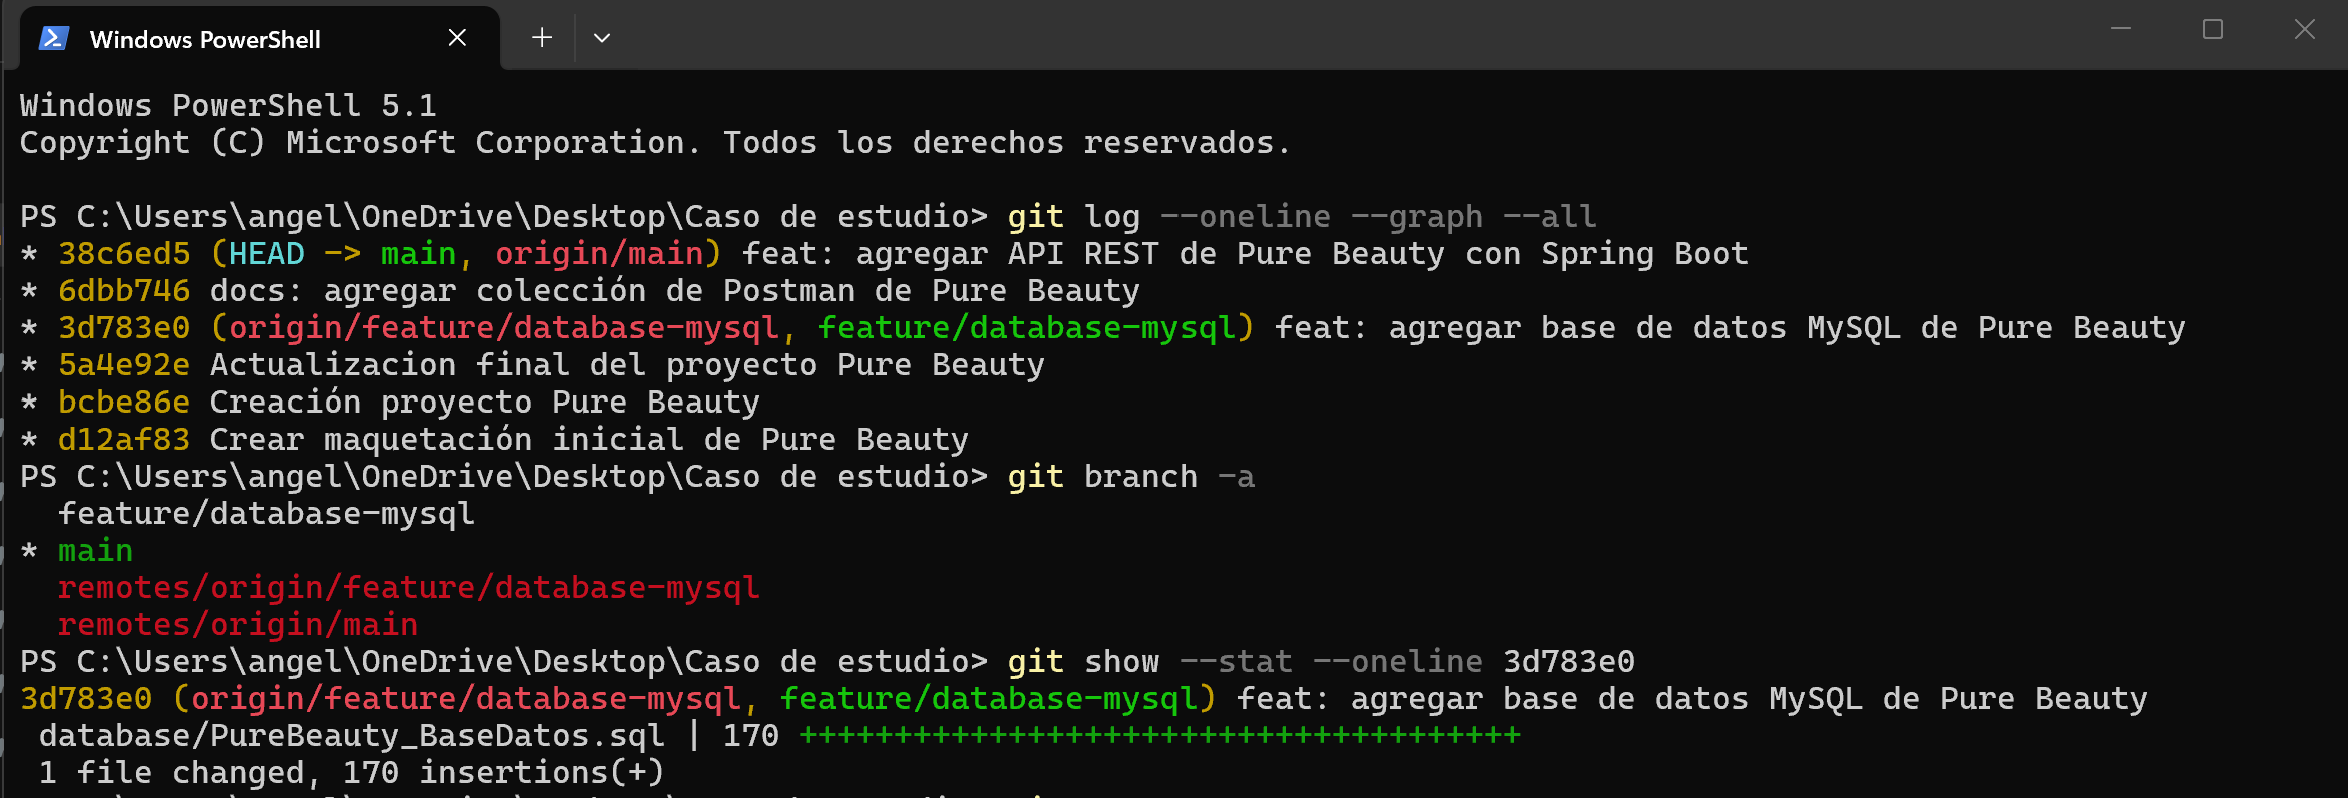 Windows PowerShell
Windows PowerShell 5.1
Copyright (C) Microsoft Corporation. Todos los derechos reservados.
PS C:\Users\angel\OneDrive\Desktop\Caso de estudio> git log --oneline --graph --all
* 38c6ed5 (HEAD -> main, origin/main) feat: agregar API REST de Pure Beauty con Spring Boot
* 6dbb746 docs: agregar colección de Postman de Pure Beauty
* 3d783e0 (origin/feature/database-mysql, feature/database-mysql) feat: agregar base de datos MySQL de Pure Beauty
* 5a4e92e Actualizacion final del proyecto Pure Beauty
* bcbe86e Creación proyecto Pure Beauty
* d12af83 Crear maquetación inicial de Pure Beauty
PS C:\Users\angel\OneDrive\Desktop\Caso de estudio> git branch -a
feature/database-mysql
* main
remotes/origin/feature/database-mysql
remotes/origin/main
PS C:\Users\angel\OneDrive\Desktop\Caso de estudio> git show --stat --oneline 3d783e0
3d783e0 (origin/feature/database-mysql, feature/database-mysql) feat: agregar base de datos MySQL de Pure Beauty
database/PureBeauty_BaseDatos.sql | 170 ++++++++++++++++++++++++++++++++++++++
1 file changed, 170 insertions(+)